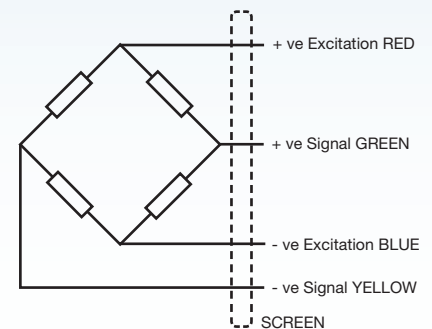 + ve Excitation RED
+ ve Signal GREEN
- ve Excitation BLUE
- ve Signal YELLOW
SCREEN